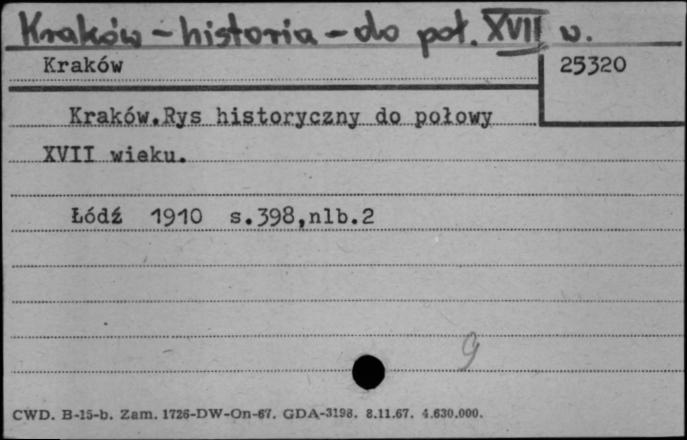 Kraków - historia - do poł. XVII w.
Kraków 25320
Kraków.Rys historyczny do połowy
XVII wieku.
Łódź 1910 s.398,nlb.2
9
CWD. B-15-b. Zam. 1726-DW-On-67. GDA-3198. 8.11.67. 4.630.000.